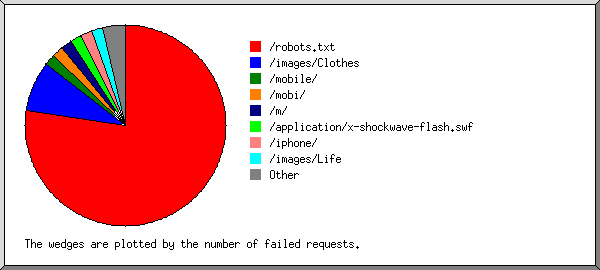 /robots.txt
/images/Clothes
/mobile/
/mobi/
/m/
/application/x-shockwave-flash.swf
/iphone/
/images/Life
Other
The wedges are plotted by the number of failed requests.